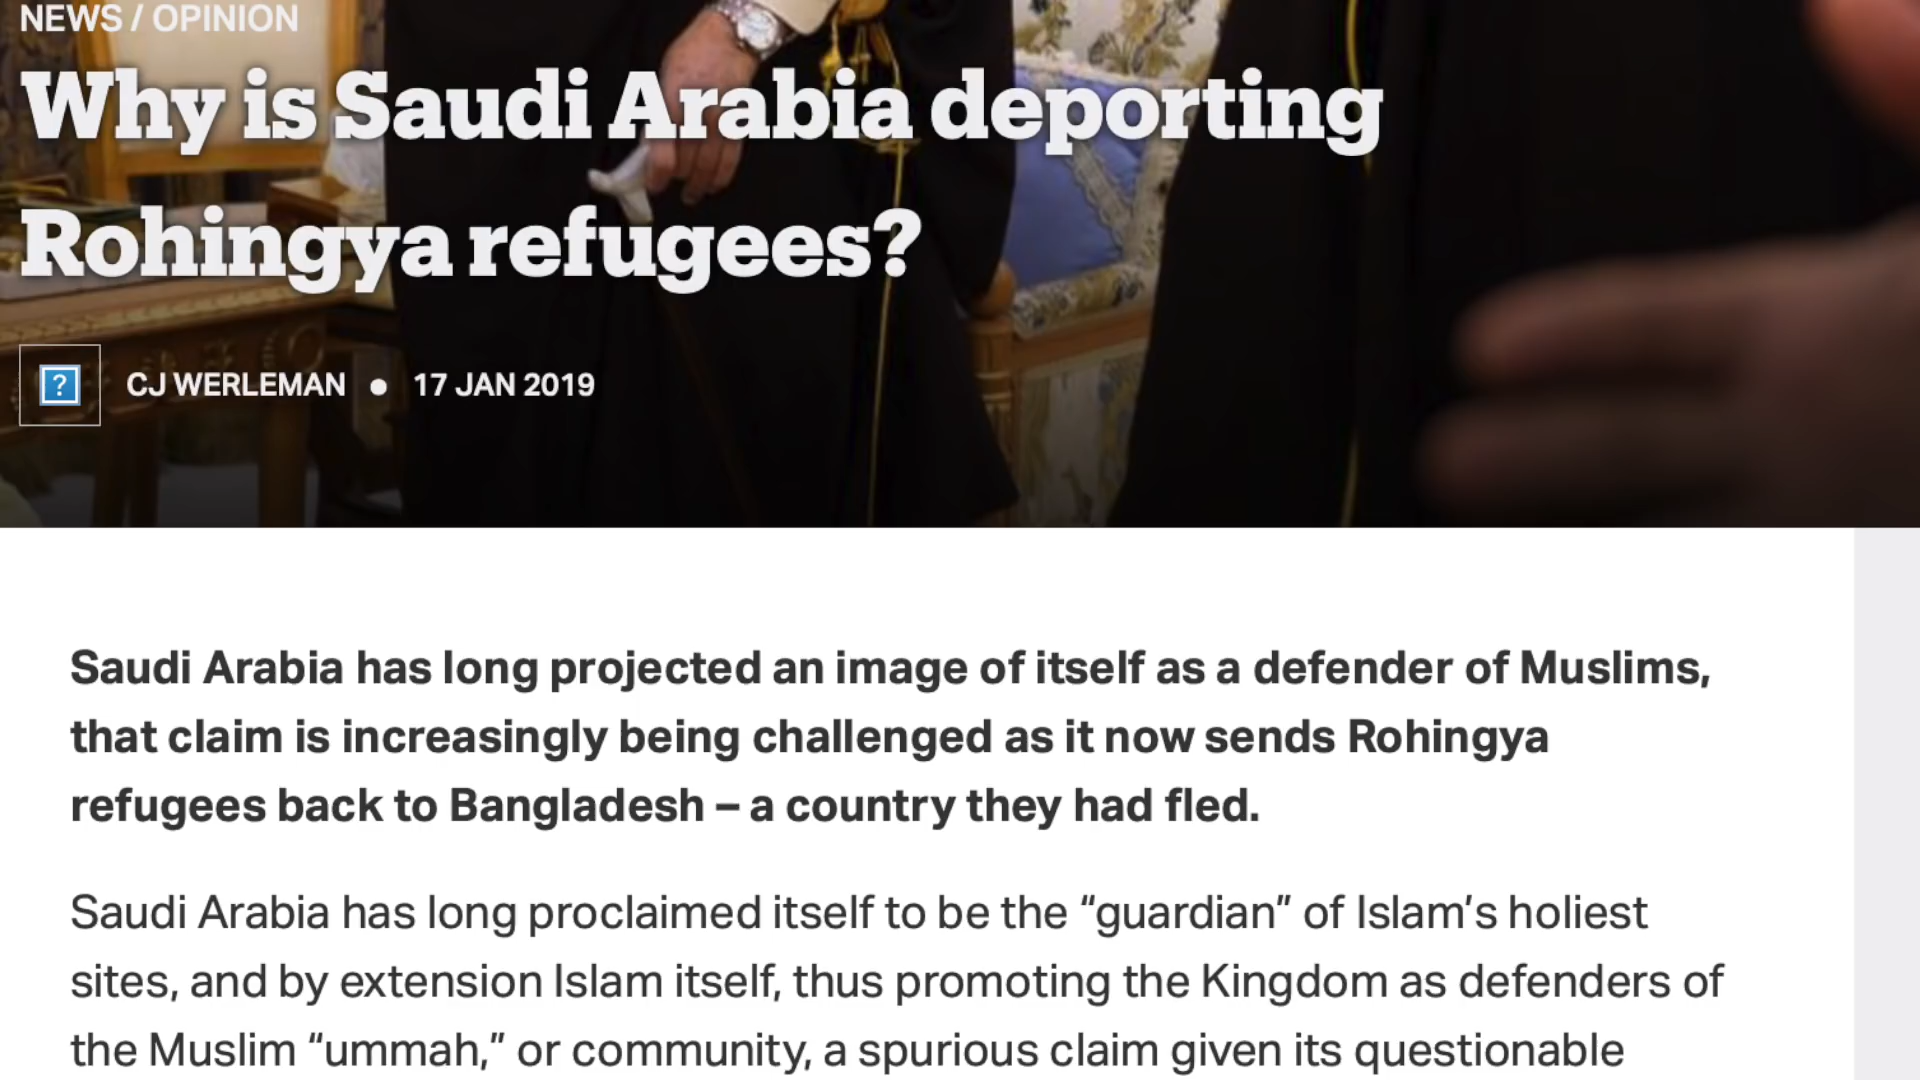 NEWS / OPINION
Why is Saudi Arabia deporting
Rohingya refugees?
CJ WERLEMAN ● 17 JAN 2019
Saudi Arabia has long projected an image of itself as a defender of Muslims,
that claim is increasingly being challenged as it now sends Rohingya
refugees back to Bangladesh – a country they had fled.
Saudi Arabia has long proclaimed itself to be the “guardian” of Islam's holiest
sites, and by extension Islam itself, thus promoting the Kingdom as defenders of
the Muslim “ummah,” or community, a spurious claim given its questionable